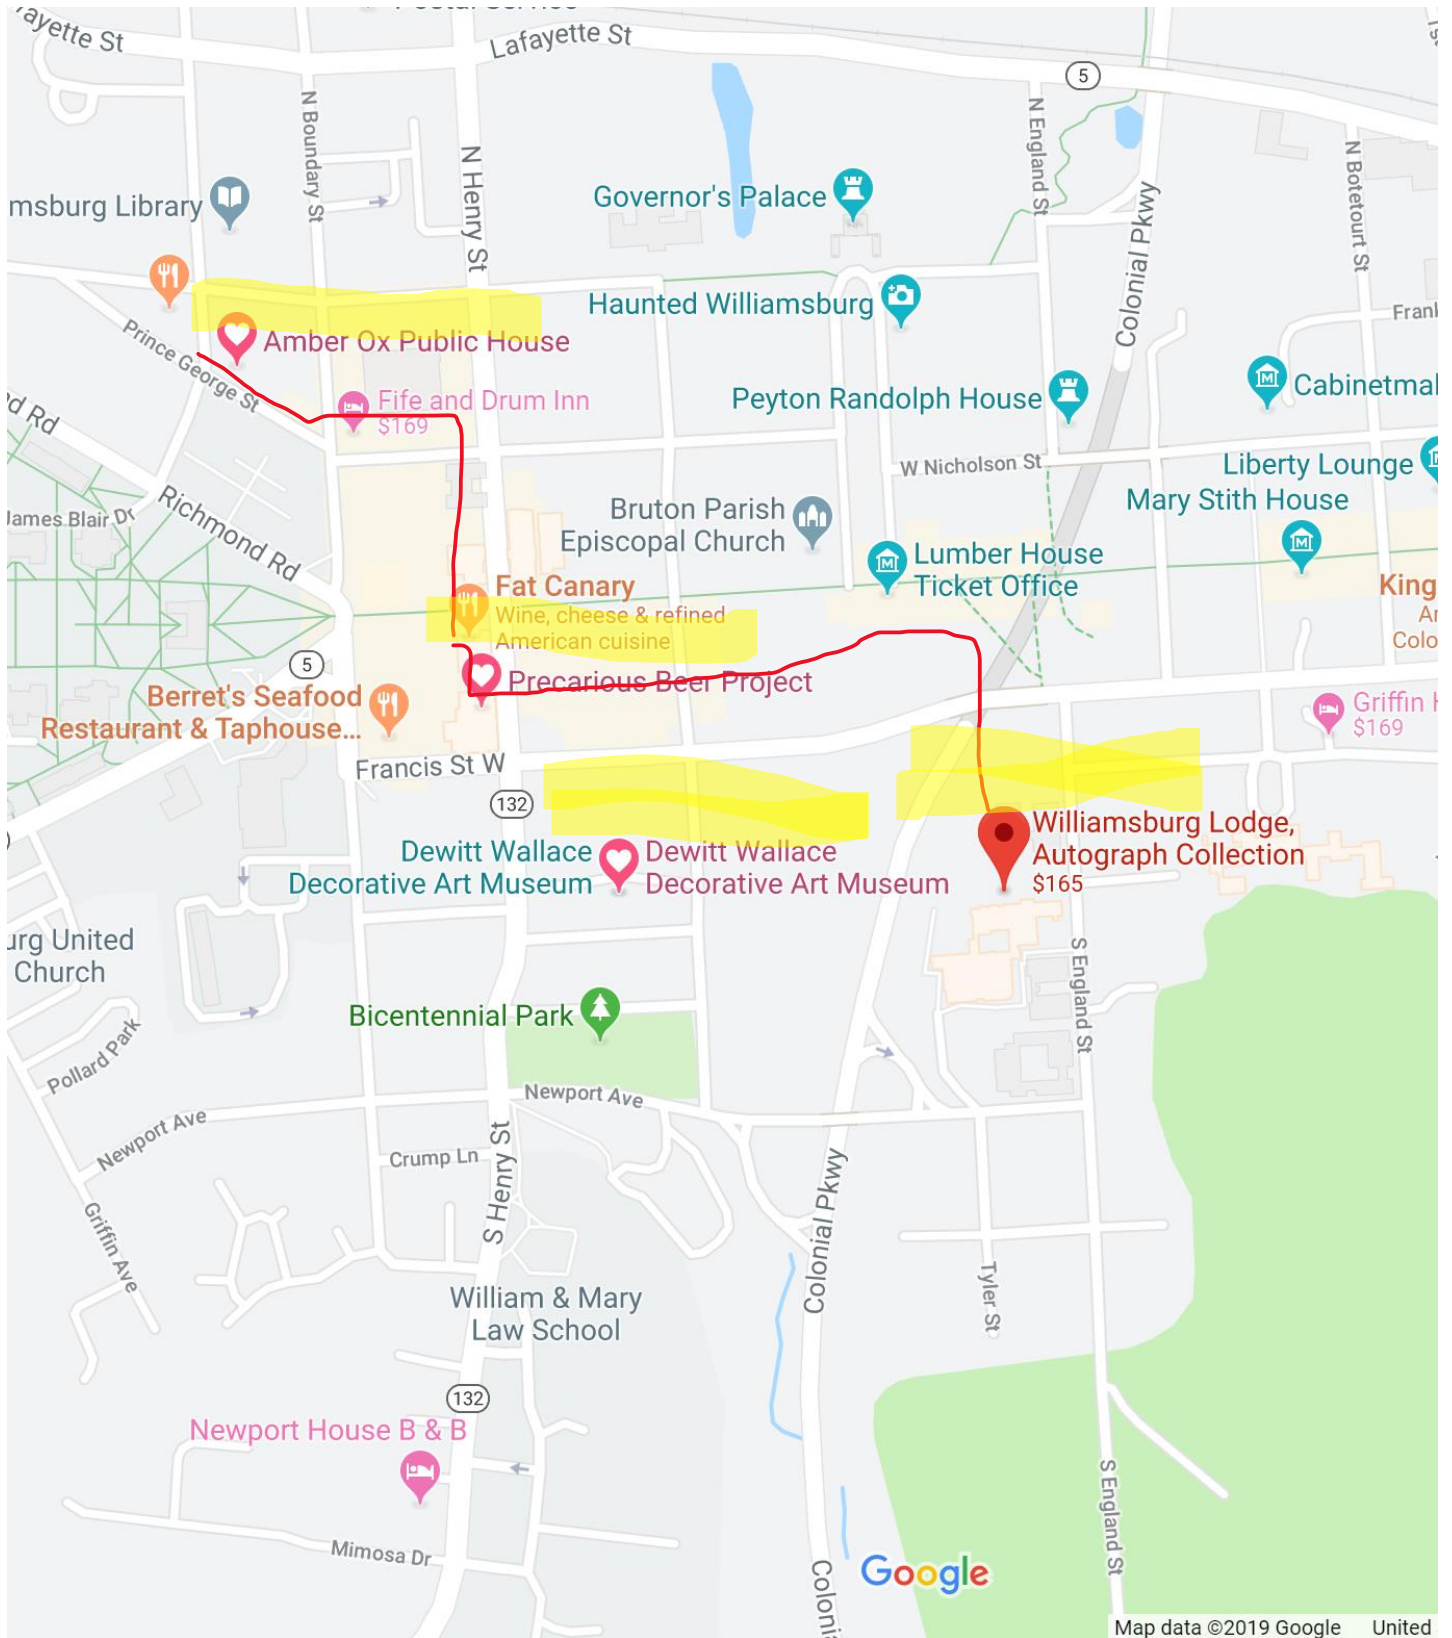 Lafayette St
5
N Boundary St
N Henry St
N England St
Colonial Pkwy
N Botetourt St
msburg Library
Governor's Palace
Haunted Williamsburg
Prince George St
Amber Ox Public House
Fife and Drum Inn
$169
Peyton Randolph House
W Nicholson St
Liberty Lounge
Mary Stith House
Richmond Rd
James Blair Dr
Bruton Parish
Episcopal Church
Lumber House
Ticket Office
Fat Canary
Wine, cheese & refined
American cuisine
5
Precarious Beer Project
Berret's Seafood
Restaurant & Taphouse...
Griffin
$169
Francis St W
132
Williamsburg Lodge,
Autograph Collection
$165
Dewitt Wallace
Decorative Art Museum
Dewitt Wallace
Decorative Art Museum
urg United
Church
S England St
Bicentennial Park
Pollard Park
Newport Ave
Newport Ave
Crump Ln
S Henry St
Griffin Ave
Colonial Pkwy
Tyler St
William & Mary
Law School
132
Newport House B & B
S England St
Mimosa Dr
Google
Map data ©2019 Google
United